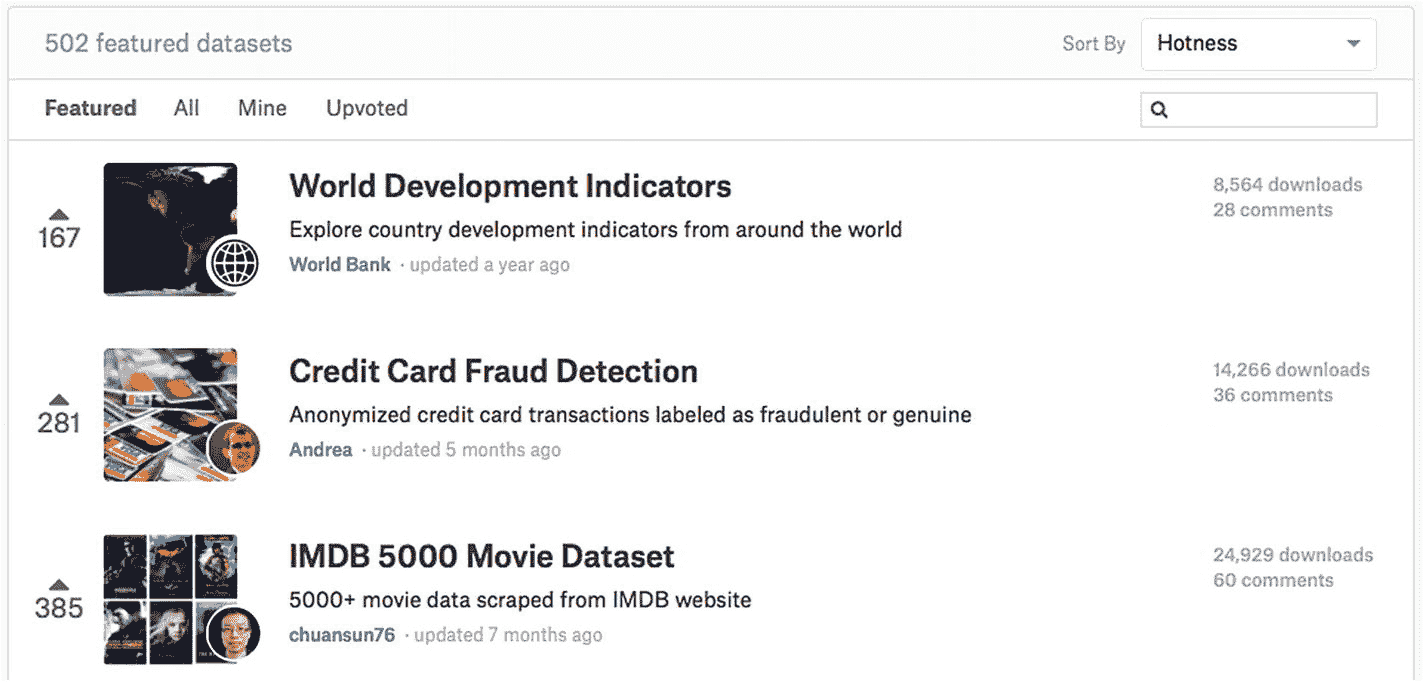 502 featured datasets
Sort By Hotness
Featured All Mine Upvoted
World Development Indicators
8,564 downloads
167
Explore country development indicators from around the world
28 comments
World Bank · updated a year ago
Credit Card Fraud Detection
14,266 downloads
281
Anonymized credit card transactions labeled as fraudulent or genuine
36 comments
Andrea · updated 5 months ago
IMDB 5000 Movie Dataset
24,929 downloads
385
5000+ movie data scraped from IMDB website
60 comments
chuansun76 · updated 7 months ago